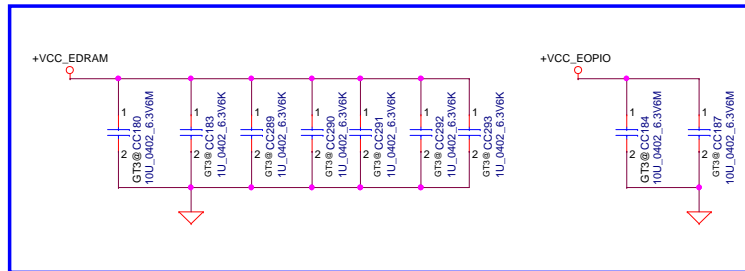 +VCC_EDRAM
1
2
GT3@ CC180
10U_0402_6.3V6M
1
2
GT3@ CC183
1U_0402_6.3V6K
1
2
GT3@ CC289
1U_0402_6.3V6K
1
2
GT3@ CC290
1U_0402_6.3V6K
1
2
GT3@ CC291
1U_0402_6.3V6K
1
2
GT3@ CC292
1U_0402_6.3V6K
1
2
GT3@ CC293
1U_0402_6.3V6K
+VCC_EOPIO
1
2
GT3@ CC184
10U_0402_6.3V6M
1
2
GT3@ CC187
10U_0402_6.3V6M